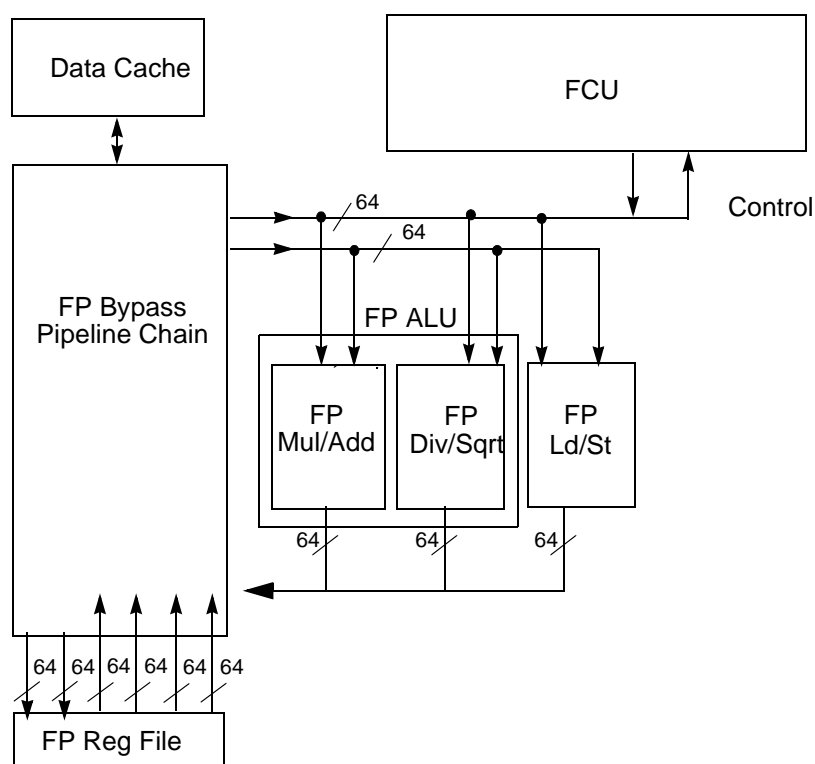 Data Cache
FCU
64
Control
64
FP Bypass
Pipeline Chain
FP ALU
FP
Mul/Add
FP
Div/Sqrt
FP
Ld/St
64
64
64
64
64
64
64
64
64
FP Reg File